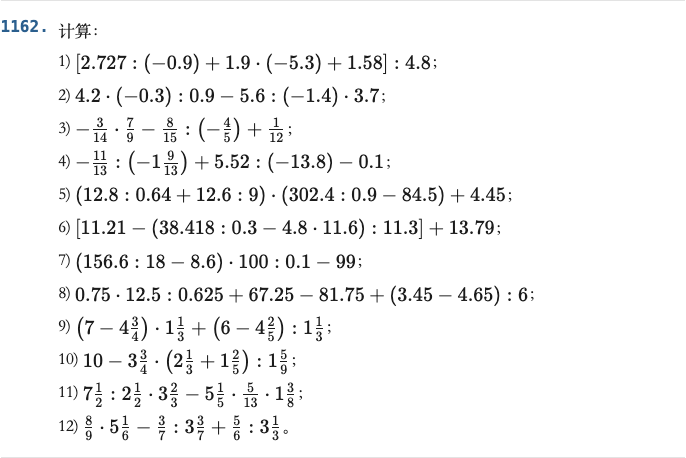 1162. 计算:
1) [2.727 : (−0.9) + 1.9 · (−5.3) + 1.58] : 4.8;
2) 4.2 · (−0.3) : 0.9 − 5.6 : (−1.4) · 3.7;
3) −3/14 · 7/9 − 8/15 : (−4/5) + 1/12;
4) −11/13 : (−1 9/13) + 5.52 : (−13.8) − 0.1;
5) (12.8 : 0.64 + 12.6 : 9) · (302.4 : 0.9 − 84.5) + 4.45;
6) [11.21 − (38.418 : 0.3 − 4.8 · 11.6) : 11.3] + 13.79;
7) (156.6 : 18 − 8.6) · 100 : 0.1 − 99;
8) 0.75 · 12.5 : 0.625 + 67.25 − 81.75 + (3.45 − 4.65) : 6;
9) (7 − 4 3/4) · 1 1/3 + (6 − 4 2/5) : 1 1/3;
10) 10 − 3 3/4 · (2 1/3 + 1 2/5) : 1 5/9;
11) 7 1/2 : 2 1/2 · 3 2/3 − 5 1/5 · 5/13 · 1 3/8;
12) 8/9 · 5 1/6 − 3/7 : 3 3/7 + 5/6 : 3 1/3。